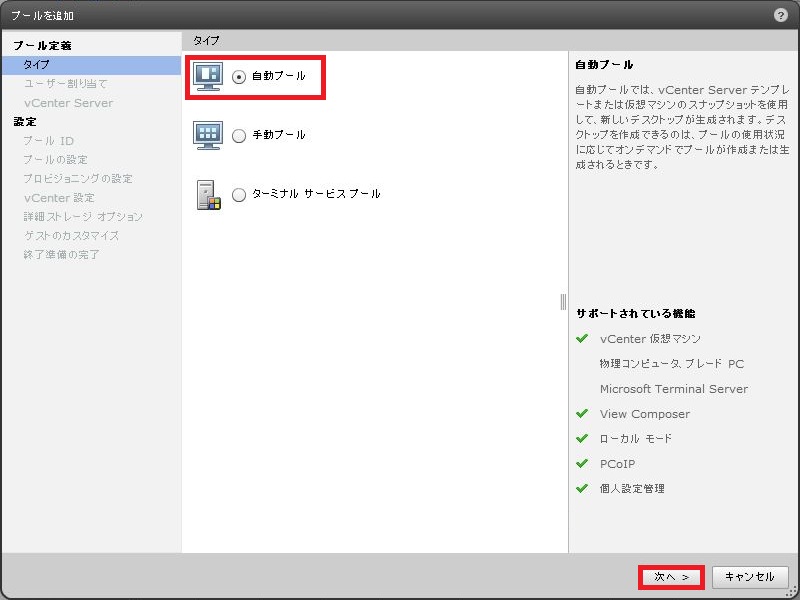 プールを追加
?
プール定義
タイプ
ユーザー割り当て
vCenter Server
設定
プール ID
プールの設定
プロビジョニングの設定
vCenter 設定
詳細ストレージ オプション
ゲストのカスタマイズ
終了準備の完了
タイプ
自動プール
手動プール
ターミナル サービス プール
自動プール
自動プールでは、vCenter Server テンプレ
ートまたは仮想マシンのスナップショットを使用
して、新しいデスクトップが生成されます。デス
クトップを作成できるのは、プールの使用状況
に応じてオンデマンドでプールが作成または生
成されるときです。
サポートされている機能
vCenter 仮想マシン
物理コンピュータ、ブレード PC
Microsoft Terminal Server
View Composer
ローカル モード
PCoIP
個人設定管理
次へ >
キャンセル